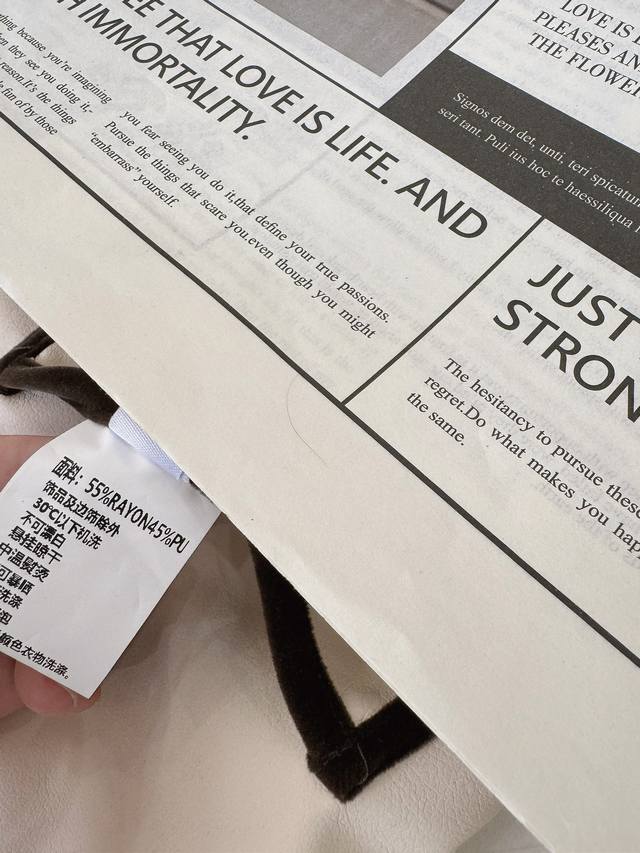 EE THAT LOVE IS LIFE. AND
H IMMORTALITY.
thing because you're imagining
en they see you doing it,-
reason.It's the things
e fun of by those
you fear seeing you do it,that define your true passions.
Pursue the things that scare you.even though you might
"embarrass" yourself.
LOVE IS
PLEASES AN
THE FLOWE
Signos dem det, unti, teri spicatum
seri tant. Puli ius hoc te haessiliqua
JUST
STRON
The hesitancy to pursue these
regret.Do what makes you hap
the same.
面料：55%RAYON45%PU
饰品及边饰除外
30℃以下机洗
不可漂白
悬挂晾干
中温熨烫
可暴晒
洗涤
泡
颜色衣物洗涤。